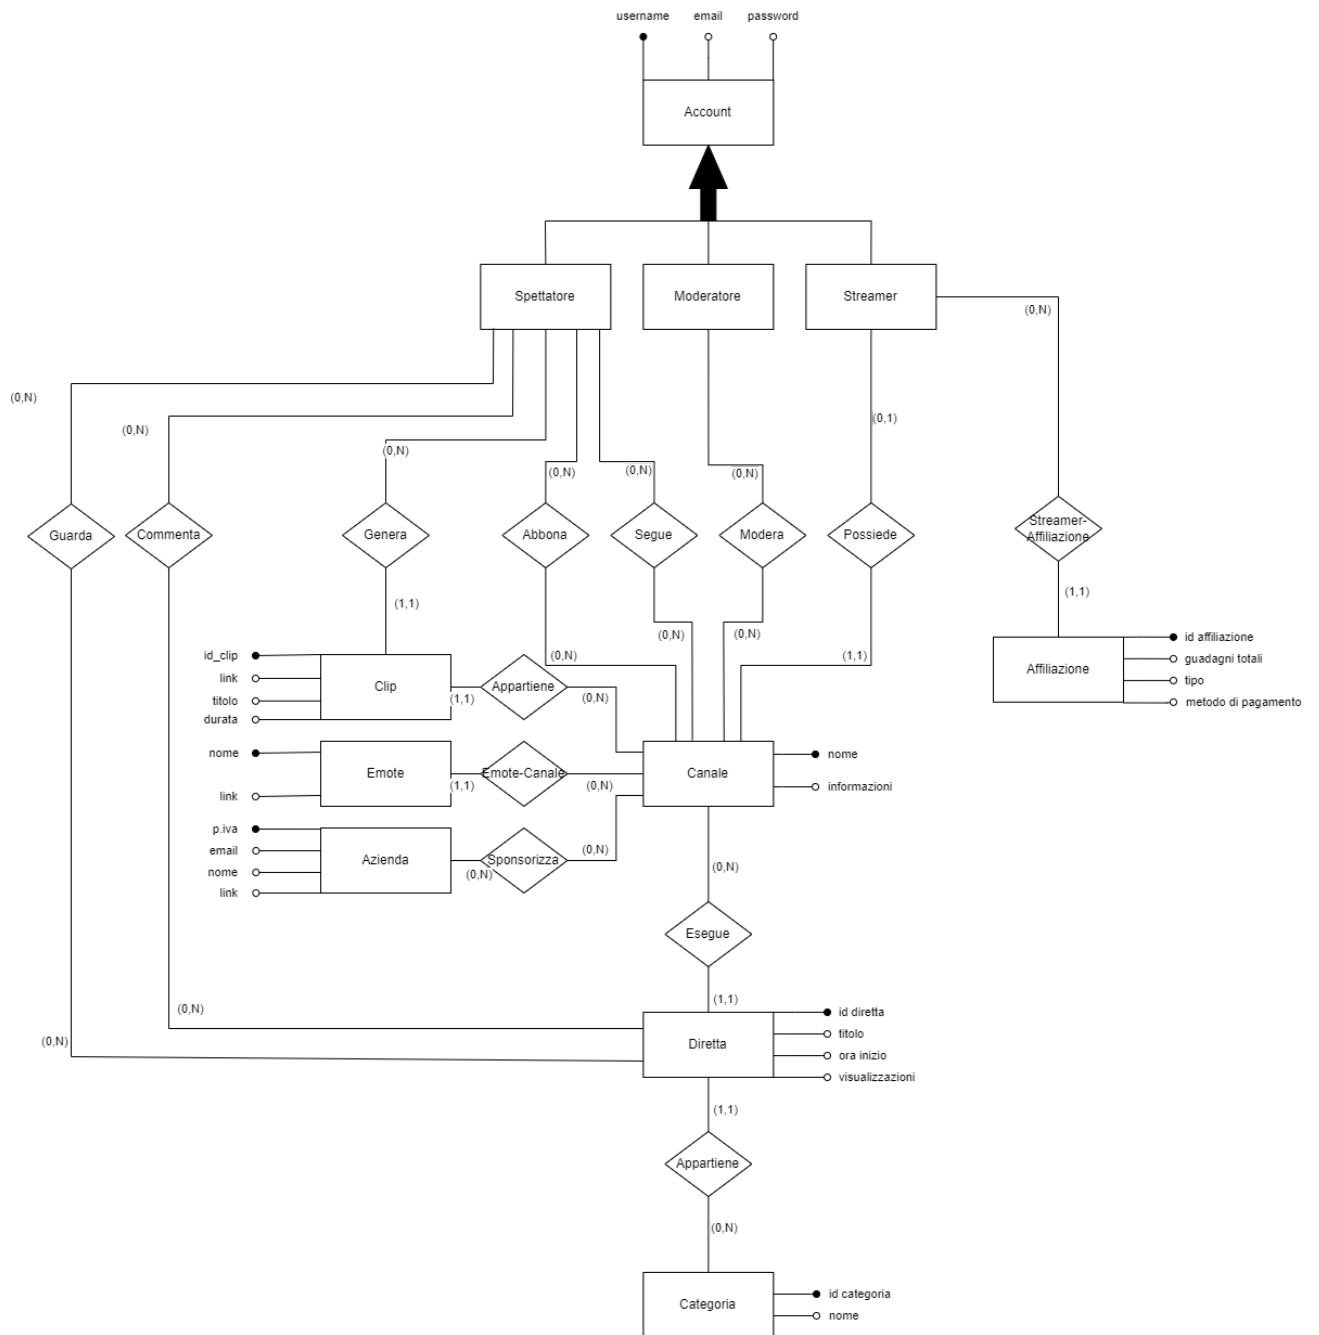 username email password
Account
Spettatore Moderatore Streamer
(0,N)
(0,N)
(0,1)
(0,N)
(0,N)
(0,N) (0,N) (0,N)
Guarda Commenta Genera Abbona Segue Modera Possiede
Streamer-
Affiliazione
(1,1)
(1,1)
(0,N) (0,N)
(0,N) (1,1)
id_clip
link
titolo
durata
Clip
(1,1)
Appartiene
(0,N)
Affiliazione
id affiliazione
guadagni totali
tipo
metodo di pagamento
nome
link
Emote
(1,1)
Emote-Canale
(0,N)
Canale
nome
informazioni
p.iva
email
nome
link
Azienda
(0,N)
Sponsorizza
(0,N)
(0,N)
Esegue
(1,1)
(0,N)
(0,N)
Diretta
id diretta
titolo
ora inizio
visualizzazioni
(1,1)
Appartiene
(0,N)
Categoria
id categoria
nome